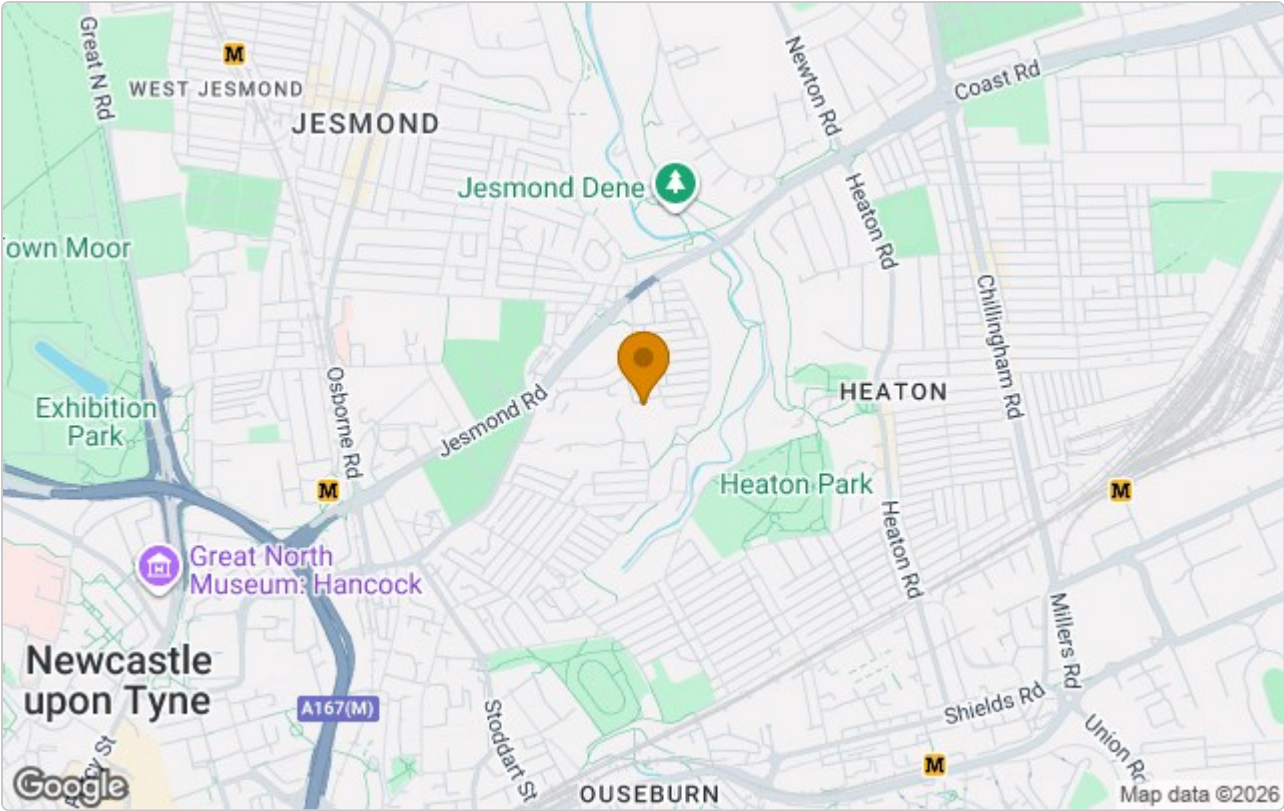 Great N Rd
M
WEST JESMOND
JESMOND
Newton Rd
Coast Rd
Jesmond Dene
Heaton Rd
own Moor
Chillingham Rd
Exhibition
Park
Osborne Rd
Jesmond Rd
HEATON
M
Heaton Park
M
Heaton Rd
Great North
Museum: Hancock
Millers Rd
Newcastle
upon Tyne
A167(M)
Stoddart St
Shields Rd
Union Rd
M
OUSEBURN
Google
Map data ©2026